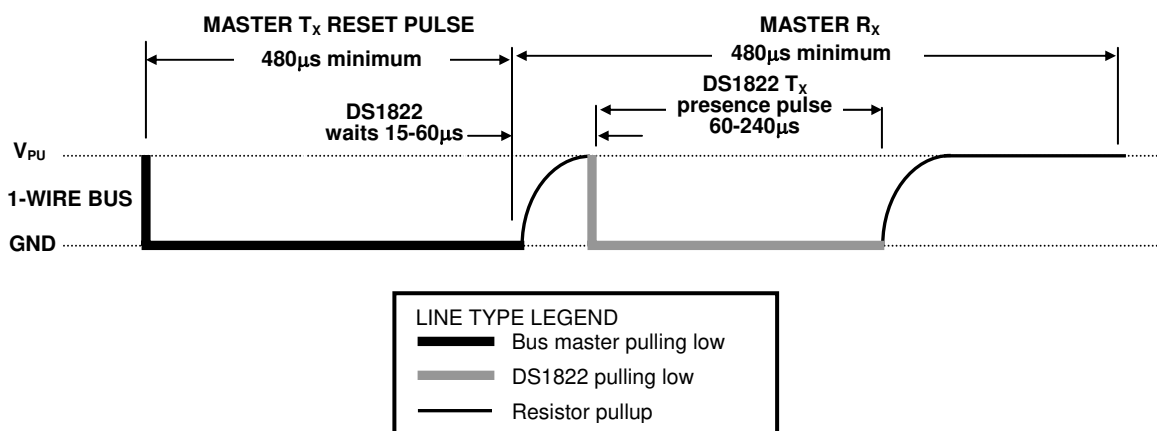 MASTER TX RESET PULSE
480μs minimum
MASTER RX
480μs minimum
DS1822
waits 15-60μs
DS1822 TX
presence pulse
60-240μs
VPU
1-WIRE BUS
GND
LINE TYPE LEGEND
Bus master pulling low
DS1822 pulling low
Resistor pullup